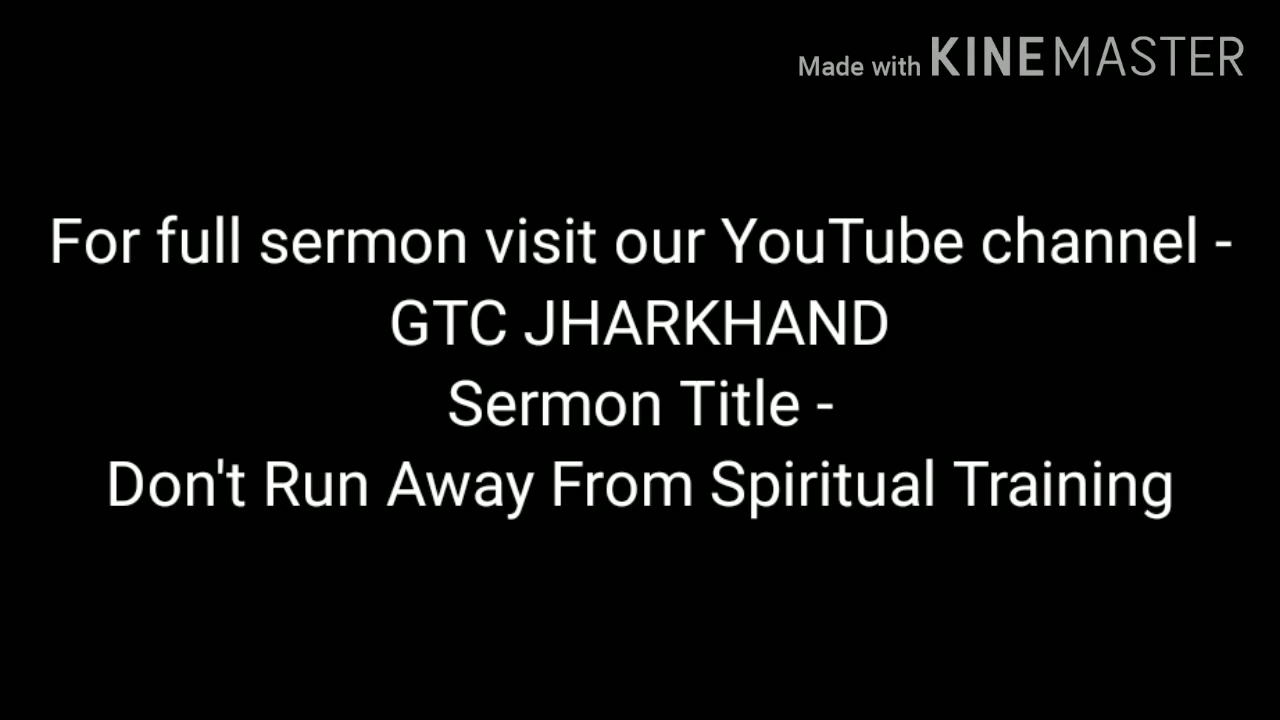 Made with KINEMASTER
For full sermon visit our YouTube channel -
GTC JHARKHAND
Sermon Title -
Don't Run Away From Spiritual Training